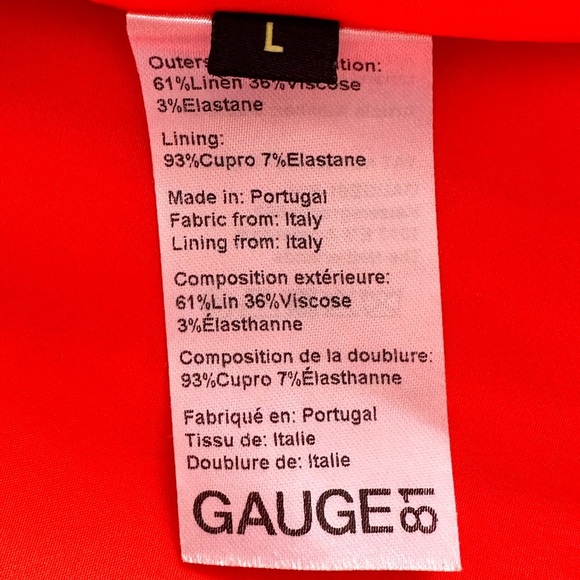 L
61%Linen 36%Viscose
3%Elastane
Lining:
93%Cupro 7%Elastane
Made in: Portugal
Fabric from: Italy
Lining from: Italy
Composition extérieure:
61%Lin 36%Viscose
3%Élasthanne
Composition de la doublure:
93%Cupro 7%Élasthanne
Fabriqué en: Portugal
Tissu de: Italie
Doublure de: Italie
GAUGE81